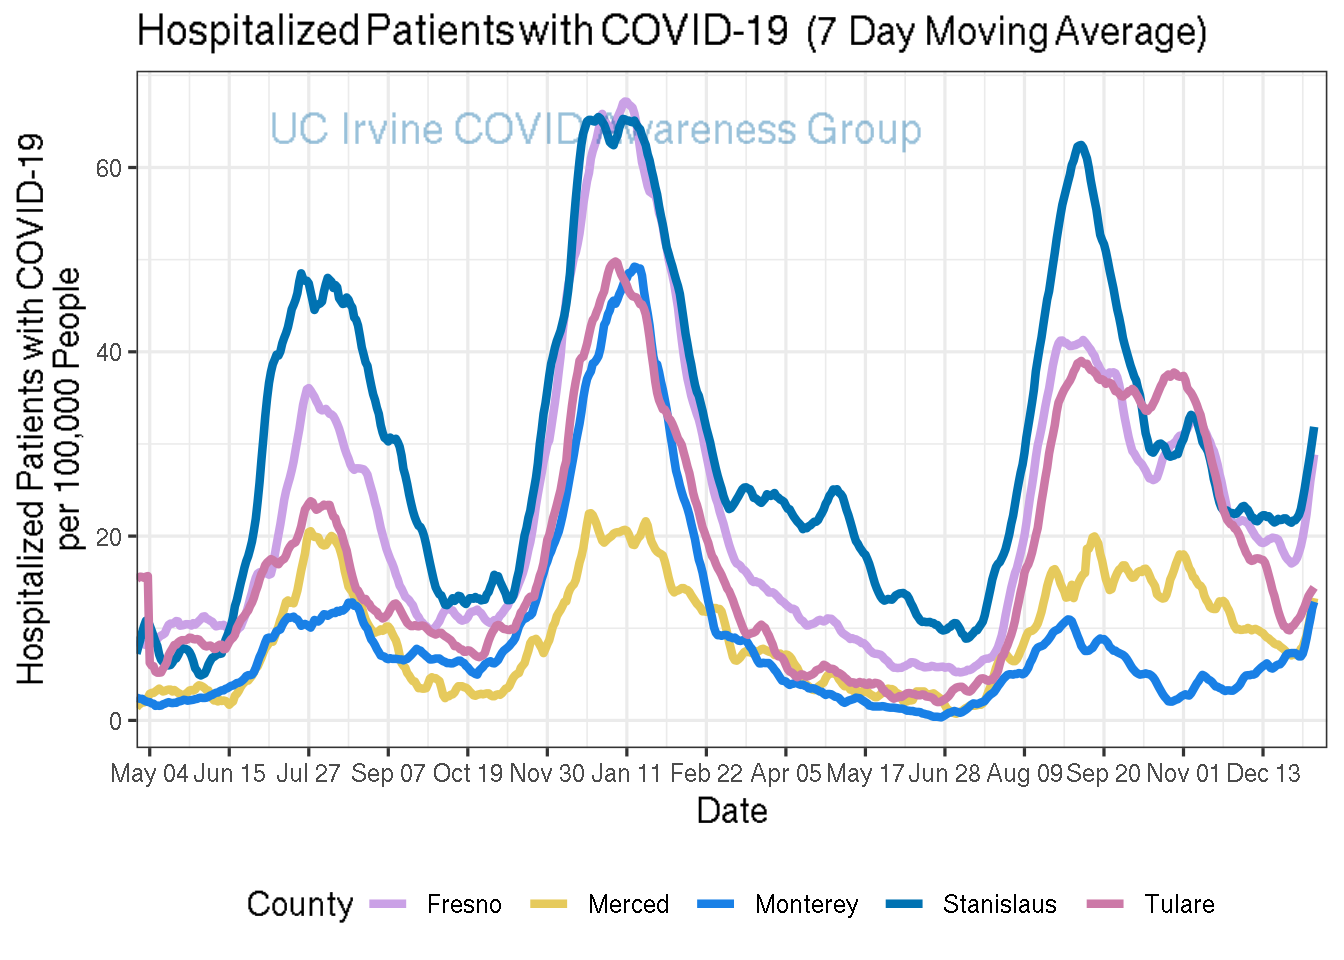 Hospitalized Patients with COVID-19 (7 Day Moving Average)
UC Irvine COVID Awareness Group
Hospitalized Patients with COVID-19
per 100,000 People
60
40
20
0
May 04 Jun 15 Jul 27 Sep 07 Oct 19 Nov 30 Jan 11 Feb 22 Apr 05 May 17 Jun 28 Aug 09 Sep 20 Nov 01 Dec 13
Date
County Fresno Merced Monterey Stanislaus Tulare